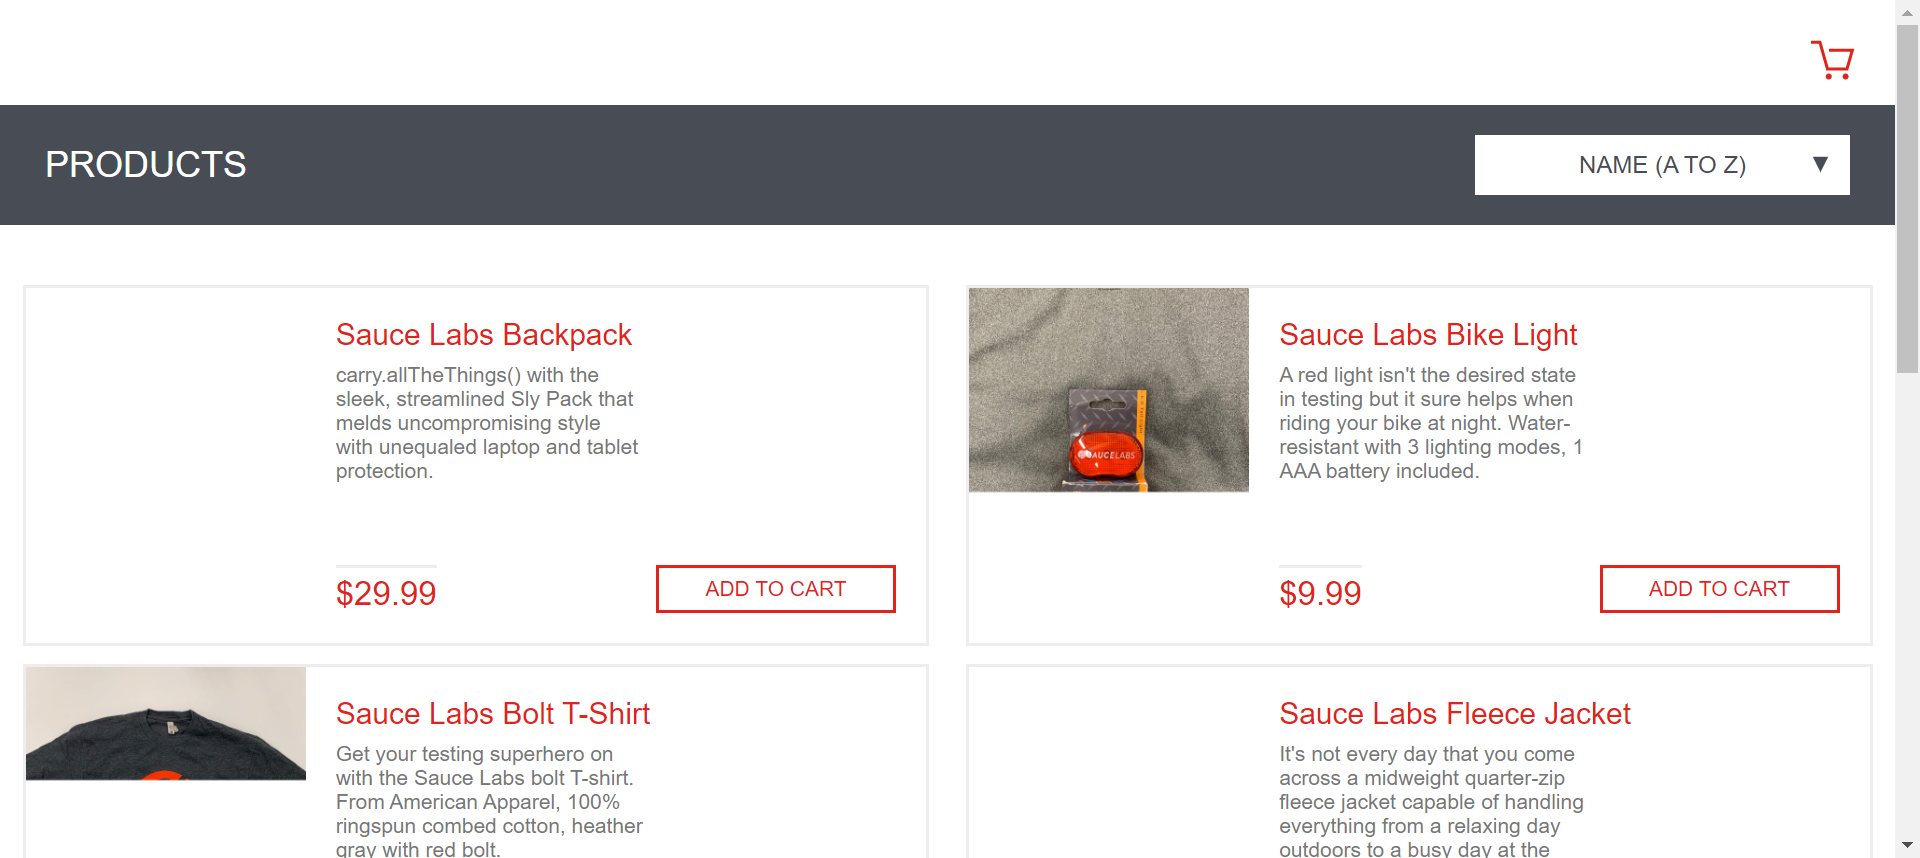 PRODUCTS
NAME (A TO Z)
Sauce Labs Backpack
carry.allTheThings() with the
sleek, streamlined Sly Pack that
melds uncompromising style
with unequaled laptop and tablet
protection.
$29.99
ADD TO CART
Sauce Labs Bike Light
A red light isn't the desired state
in testing but it sure helps when
riding your bike at night. Water-
resistant with 3 lighting modes, 1
AAA battery included.
$9.99
ADD TO CART
SAUCELABS
Sauce Labs Bolt T-Shirt
Get your testing superhero on
with the Sauce Labs bolt T-shirt.
From American Apparel, 100%
ringspun combed cotton, heather
gray with red bolt.
Sauce Labs Fleece Jacket
It's not every day that you come
across a midweight quarter-zip
fleece jacket capable of handling
everything from a relaxing day
outdoors to a busy day at the